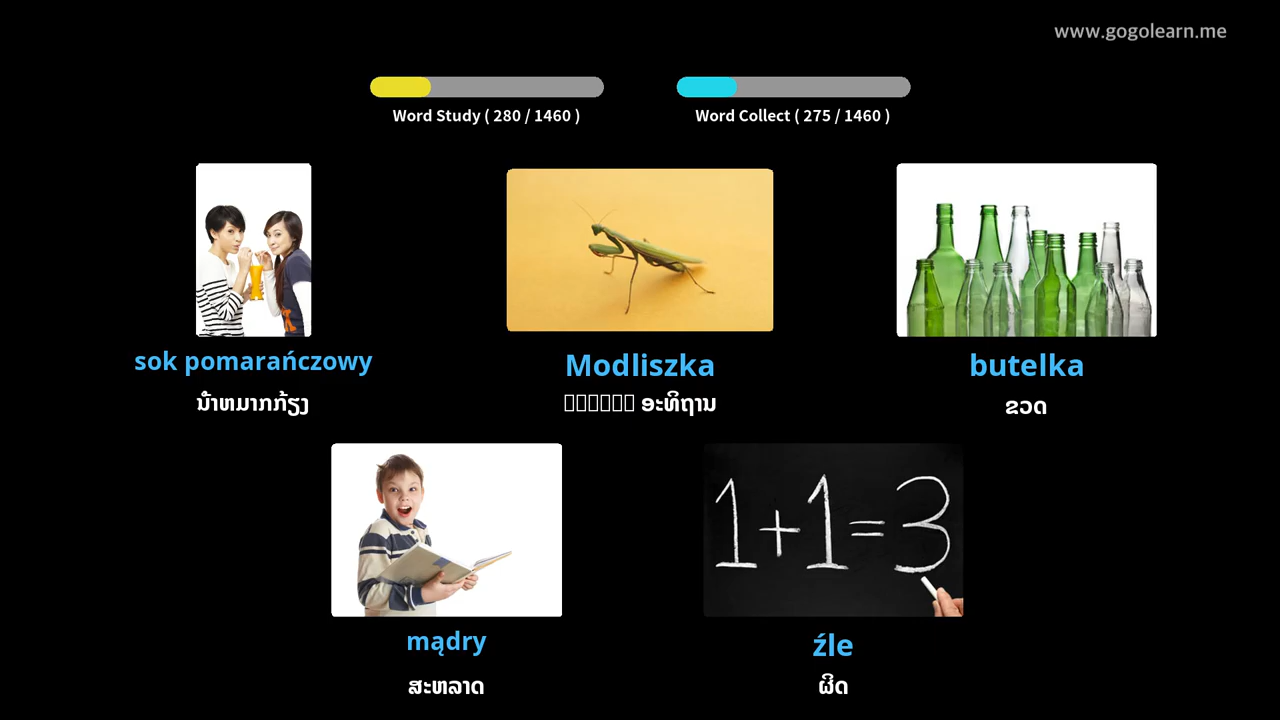 www.gogolearn.me
Word Study ( 280 / 1460 )
Word Collect ( 275 / 1460 )
sok pomarańczowy
Modliszka
butelka
ນ້ຳຫມາກກ້ຽງ
□□□□□□ ອະທິຖານ
ຂວດ
1+1=3
mądry
źle
ສະຫລາດ
ຜິດ